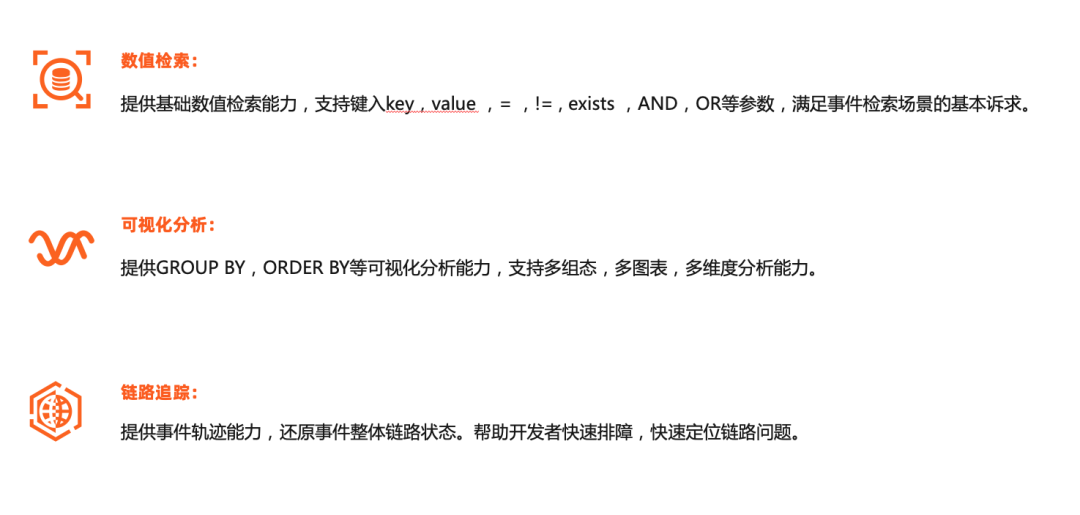 数值检索：
提供基础数值检索能力，支持键入key，value ，= ，!= , exists ，AND，OR等参数，满足事件检索场景的基本诉求。
可视化分析：
提供GROUP BY，ORDER BY等可视化分析能力，支持多组态，多图表，多维度分析能力。
链路追踪：
提供事件轨迹能力，还原事件整体链路状态。帮助开发者快速排障，快速定位链路问题。